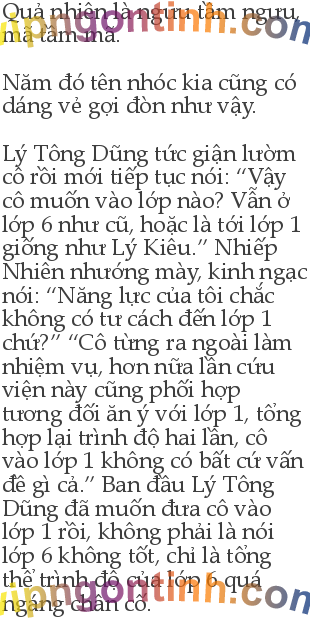 Quả nhiên là ngưu tầm ngưu,
mã tầm mã.
Năm đó tên nhóc kia cũng có
dáng vẻ gợi đòn như vậy.
Lý Tông Dũng tức giận lườm
cô rồi mới tiếp tục nói: “Vậy
cô muốn vào lớp nào? Vẫn ở
lớp 6 như cũ, hoặc là tới lớp 1
giống như Lý Kiêu.” Nhiếp
Nhiên nhướng mày, kinh ngạc
nói: “Năng lực của tôi chắc
không có tư cách đến lớp 1
chứ?” “Cô từng ra ngoài làm
nhiệm vụ, hơn nữa lần cứu
viện này cũng phối hợp
tương đối ăn ý với lớp 1, tổng
hợp lại trình độ hai lần, cô
vào lớp 1 không có bất cứ vấn
đề gì cả.” Ban đầu Lý Tông
Dũng đã muốn đưa cô vào
lớp 1 rồi, không phải là nói
lớp 6 không tốt, chỉ là tổng
thể trình độ của lớp 6 quá
ngáng chân cô.